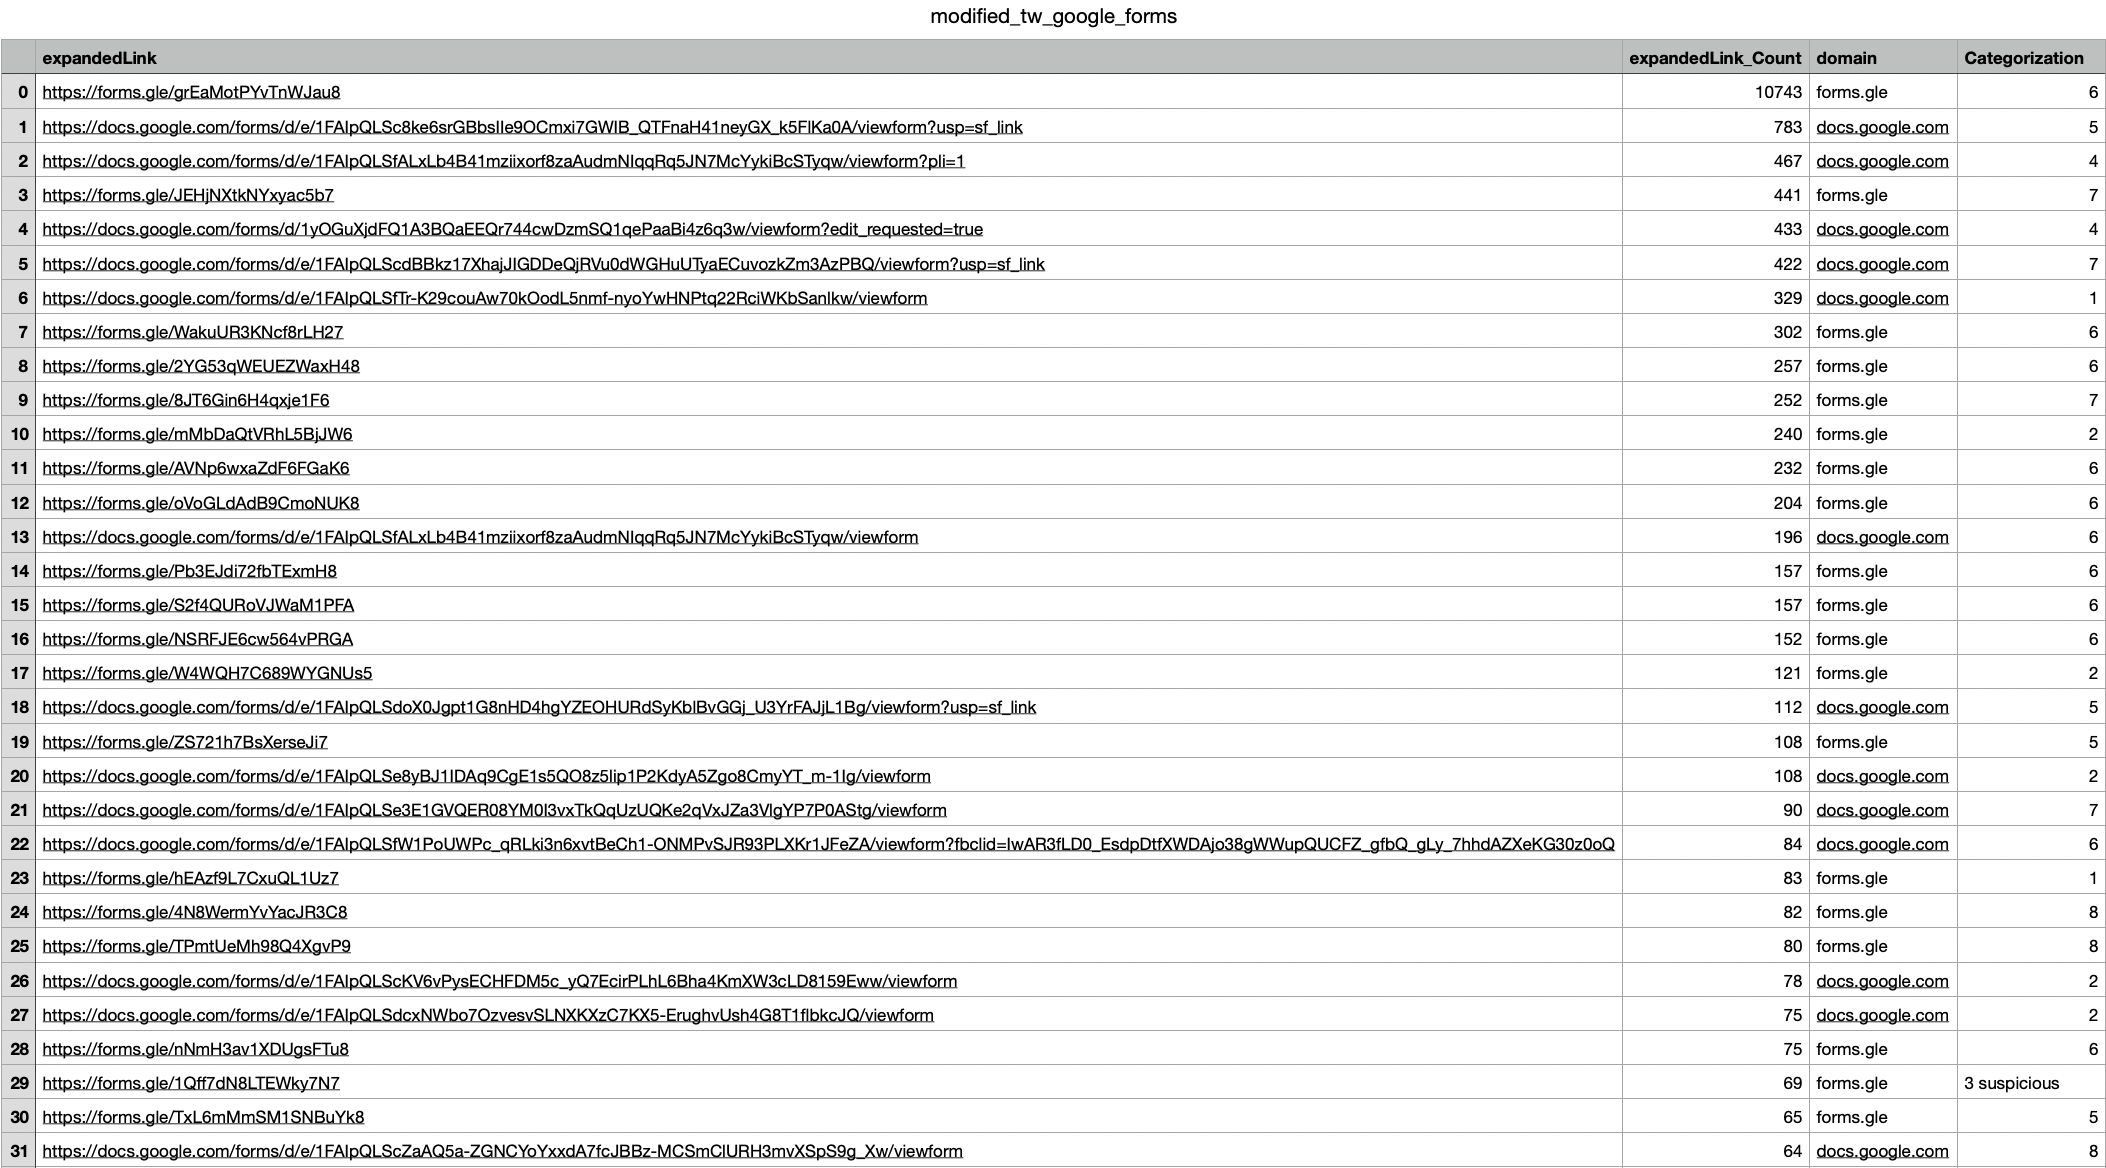 modified_tw_google_forms
expandedLink expandedLink_Count domain Categorization
0 https://forms.gle/grEaMotPYvTnWJau8 10743 forms.gle 6
1 https://docs.google.com/forms/d/e/1FAIpQLSc8ke6srGBbsIIe9OCmxi7GWIB_QTFnaH41neyGX_k5FlKa0A/viewform?usp=sf_link 783 docs.google.com 5
2 https://docs.google.com/forms/d/e/1FAIpQLSfALxLb4B41mziixorf8zaAudmNIqqRq5JN7McYykiBcSTyqw/viewform?pli=1 467 docs.google.com 4
3 https://forms.gle/JEHjNXtkNYxyac5b7 441 forms.gle 7
4 https://docs.google.com/forms/d/1yOGuXjdFQ1A3BQaEEQr744cwDzmSQ1qePaaBi4z6q3w/viewform?edit_requested=true 433 docs.google.com 4
5 https://docs.google.com/forms/d/e/1FAIpQLScdBBkz17XhajJIGDDeQjRVu0dWGHuUTyaECuvozkZm3AzPBQ/viewform?usp=sf_link 422 docs.google.com 7
6 https://docs.google.com/forms/d/e/1FAIpQLSfTr-K29couAw70kOodL5nmf-nyoYwHNPtq22RciWKbSanlkw/viewform 329 docs.google.com 1
7 https://forms.gle/WakuUR3KNcf8rLH27 302 forms.gle 6
8 https://forms.gle/2YG53qWEUEZWaxH48 257 forms.gle 6
9 https://forms.gle/8JT6Gin6H4qxje1F6 252 forms.gle 7
10 https://forms.gle/mMbDaQtVRhL5BjJW6 240 forms.gle 2
11 https://forms.gle/AVNp6wxaZdF6FGaK6 232 forms.gle 6
12 https://forms.gle/oVoGLdAdB9CmoNUK8 204 forms.gle 6
13 https://docs.google.com/forms/d/e/1FAIpQLSfALxLb4B41mziixorf8zaAudmNIqqRq5JN7McYykiBcSTyqw/viewform 196 docs.google.com 6
14 https://forms.gle/Pb3EJdi72fbTExmH8 157 forms.gle 6
15 https://forms.gle/S2f4QURoVJWaM1PFA 157 forms.gle 6
16 https://forms.gle/NSRFJE6cw564vPRGA 152 forms.gle 6
17 https://forms.gle/W4WQH7C689WYGNUs5 121 forms.gle 2
18 https://docs.google.com/forms/d/e/1FAIpQLSdoX0Jgpt1G8nHD4hgYZEOHURdSyKblBvGGj_U3YrFAJjL1Bg/viewform?usp=sf_link 112 docs.google.com 5
19 https://forms.gle/ZS721h7BsXerseJi7 108 forms.gle 5
20 https://docs.google.com/forms/d/e/1FAIpQLSe8yBJ1IDAq9CgE1s5QO8z5lip1P2KdyA5Zgo8CmyYT_m-1Ig/viewform 108 docs.google.com 2
21 https://docs.google.com/forms/d/e/1FAIpQLSe3E1GVQER08YM0l3vxTkQqUzUQKe2qVxJZa3VlgYP7P0AStg/viewform 90 docs.google.com 7
22 https://docs.google.com/forms/d/e/1FAIpQLSfW1PoUWPc_qRLki3n6xvtBeCh1-ONMPvSJR93PLXKr1JFeZA/viewform?fbclid=IwAR3fLD0_EsdpDtfXWDAjo38gWWupQUCFZ_gfbQ_gLy_7hhdAZXeKG30z0oQ 84 docs.google.com 6
23 https://forms.gle/hEAzf9L7CxuQL1Uz7 83 forms.gle 1
24 https://forms.gle/4N8WermYvYacJR3C8 82 forms.gle 8
25 https://forms.gle/TPmtUeMh98Q4XgvP9 80 forms.gle 8
26 https://docs.google.com/forms/d/e/1FAIpQLScKV6vPysECHFDM5c_yQ7EcirPLhL6Bha4KmXW3cLD8159Eww/viewform 78 docs.google.com 2
27 https://docs.google.com/forms/d/e/1FAIpQLSdcxNWbo7OzvesvSLNXKXzC7KX5-ErughvUsh4G8T1flbkcJQ/viewform 75 docs.google.com 2
28 https://forms.gle/nNmH3av1XDUgsFTu8 75 forms.gle 6
29 https://forms.gle/1Qff7dN8LTEWky7N7 69 forms.gle 3 suspicious
30 https://forms.gle/TxL6mMmSM1SNBuYk8 65 forms.gle 5
31 https://docs.google.com/forms/d/e/1FAIpQLScZaAQ5a-ZGNCYoYxxdA7fcJBBz-MCSmClURH3mvXSpS9g_Xw/viewform 64 docs.google.com 8